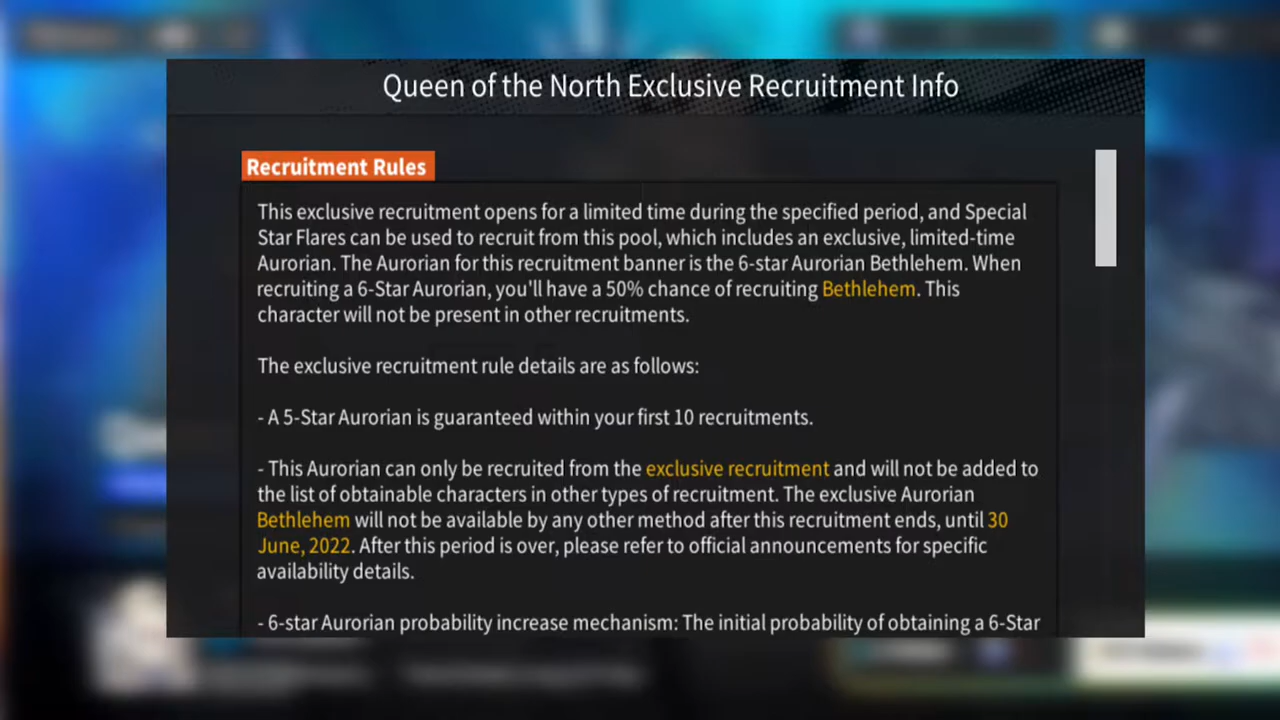 Queen of the North Exclusive Recruitment Info
Recruitment Rules
This exclusive recruitment opens for a limited time during the specified period, and Special
Star Flares can be used to recruit from this pool, which includes an exclusive, limited-time
Aurorian. The Aurorian for this recruitment banner is the 6-star Aurorian Bethlehem. When
recruiting a 6-Star Aurorian, you'll have a 50% chance of recruiting Bethlehem. This
character will not be present in other recruitments.
The exclusive recruitment rule details are as follows:
- A 5-Star Aurorian is guaranteed within your first 10 recruitments.
- This Aurorian can only be recruited from the exclusive recruitment and will not be added to
the list of obtainable characters in other types of recruitment. The exclusive Aurorian
Bethlehem will not be available by any other method after this recruitment ends, until 30
June, 2022. After this period is over, please refer to official announcements for specific
availability details.
- 6-star Aurorian probability increase mechanism: The initial probability of obtaining a 6-Star